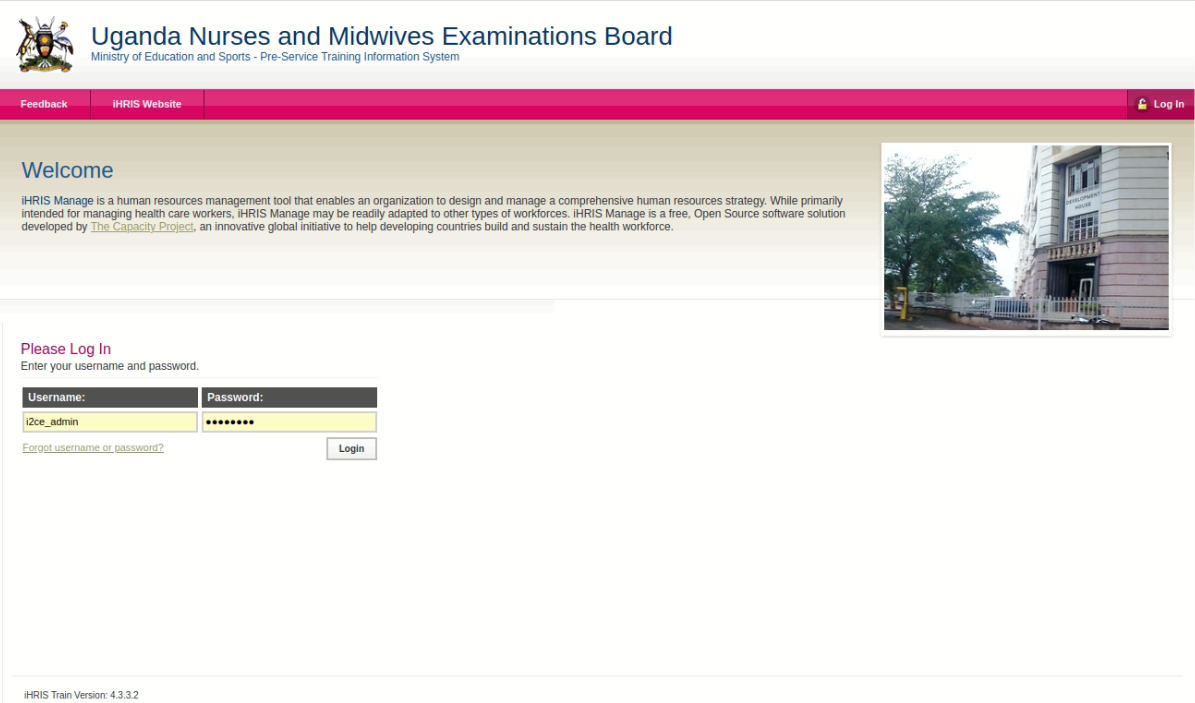 Uganda Nurses and Midwives Examinations Board
Ministry of Education and Sports - Pre-Service Training Information System
Feedback
iHRIS Website
Log In
Welcome
iHRIS Manage is a human resources management tool that enables an organization to design and manage a comprehensive human resources strategy. While primarily
intended for managing health care workers, iHRIS Manage may be readily adapted to other types of workforces. iHRIS Manage is a free, Open Source software solution
developed by The Capacity Project, an innovative global initiative to help developing countries build and sustain the health workforce.
DEVELOPMENT
HOUSE
Please Log In
Enter your username and password.
Username:
Password:
i2ce_admin
••••••••
Forgot username or password?
Login
iHRIS Train Version: 4.3.3.2